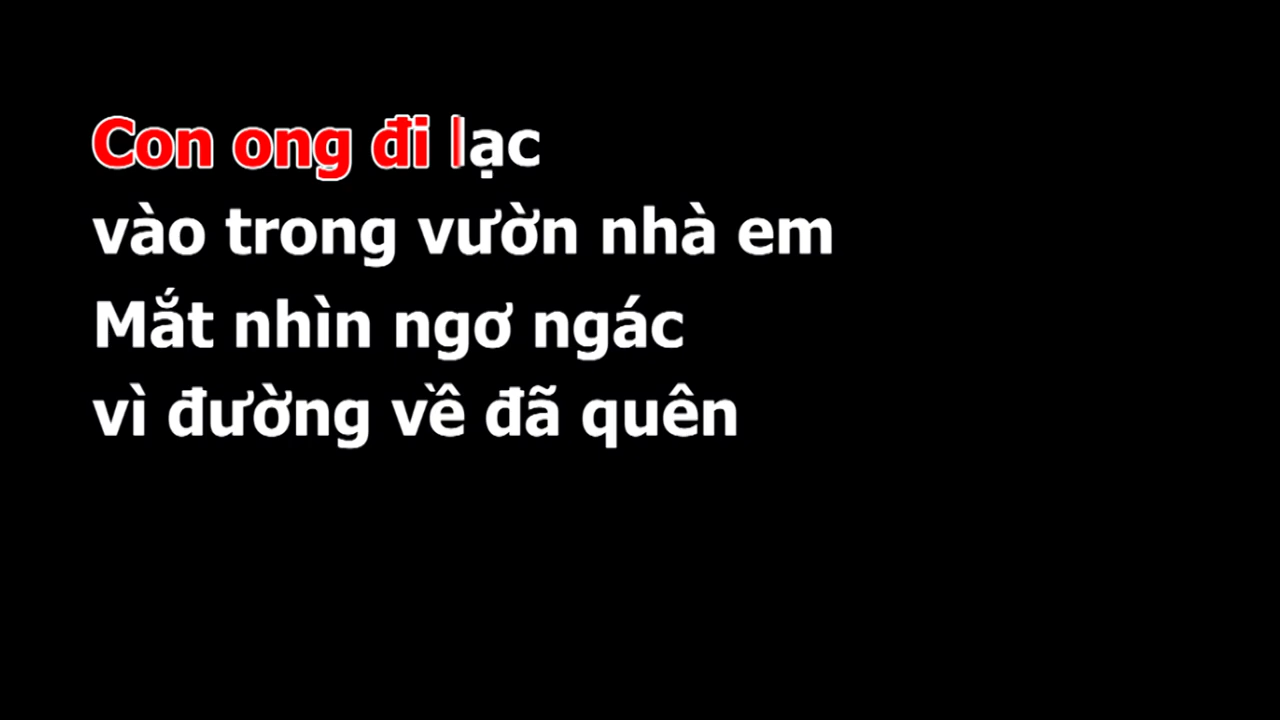 Con ong đi lạc
vào trong vườn nhà em
Mắt nhìn ngơ ngác
vì đường về đã quên